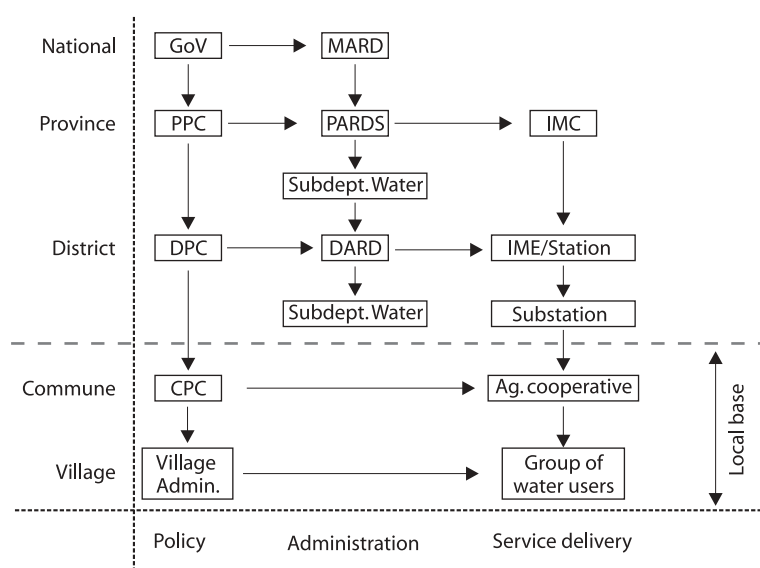 National
GoV
MARD
Province
PPC
PARDS
IMC
Subdept. Water
District
DPC
DARD
IME/Station
Subdept. Water
Substation
Commune
CPC
Ag. cooperative
Local base
Village
Village
Admin.
Group of
water users
Policy
Administration
Service delivery